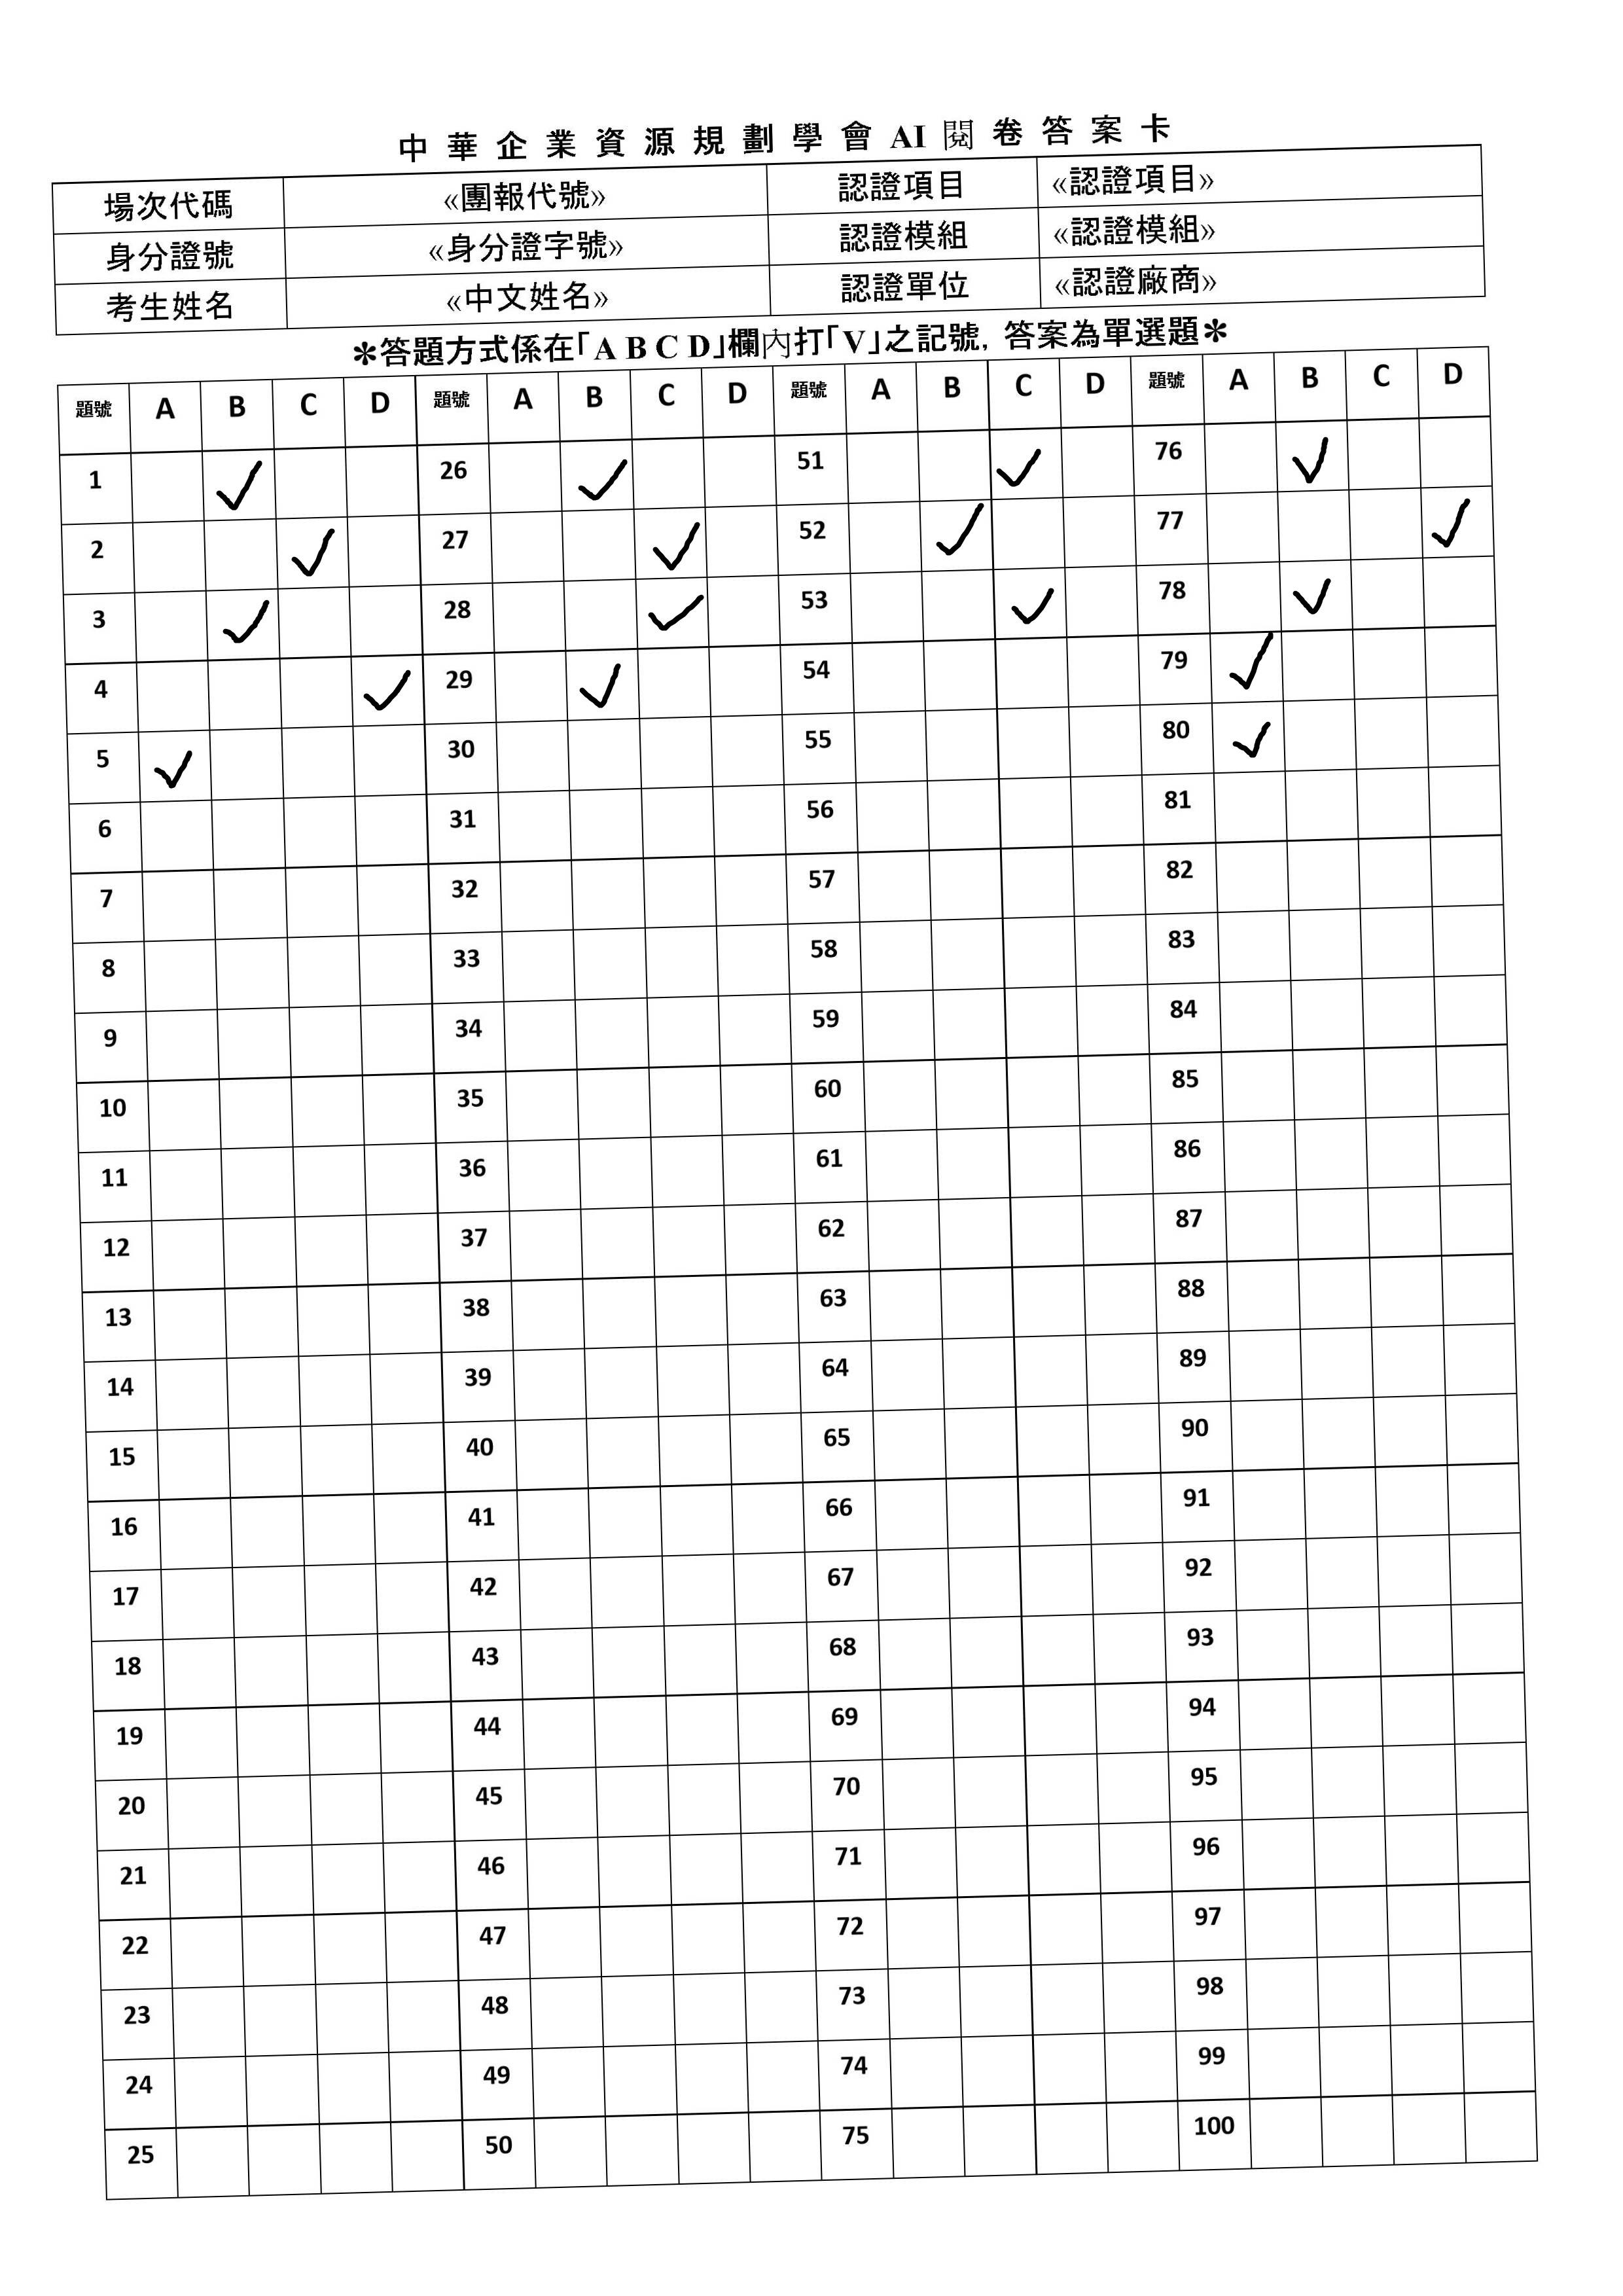 中華企業資源規劃學會AI閱卷答案卡
場次代碼 «團報代號» 認證項目 «認證項目»
身分證號 «身分證字號» 認證模組 «認證模組»
考生姓名 «中文姓名» 認證單位 «認證廠商»
＊答題方式係在「A B C D」欄內打「V」之記號，答案為單選題＊
題號 A B C D 題號 A B C D 題號 A B C D 題號 A B C D
1 ✓ 26 ✓ 51 ✓ 76 ✓
2 ✓ 27 ✓ 52 ✓ 77 ✓
3 ✓ 28 ✓ 53 ✓ 78 ✓
4 ✓ 29 ✓ 54 79 ✓
5 ✓ 30 55 80 ✓
6 31 56 81
7 32 57 82
8 33 58 83
9 34 59 84
10 35 60 85
11 36 61 86
12 37 62 87
13 38 63 88
14 39 64 89
15 40 65 90
16 41 66 91
17 42 67 92
18 43 68 93
19 44 69 94
20 45 70 95
21 46 71 96
22 47 72 97
23 48 73 98
24 49 74 99
25 50 75 100